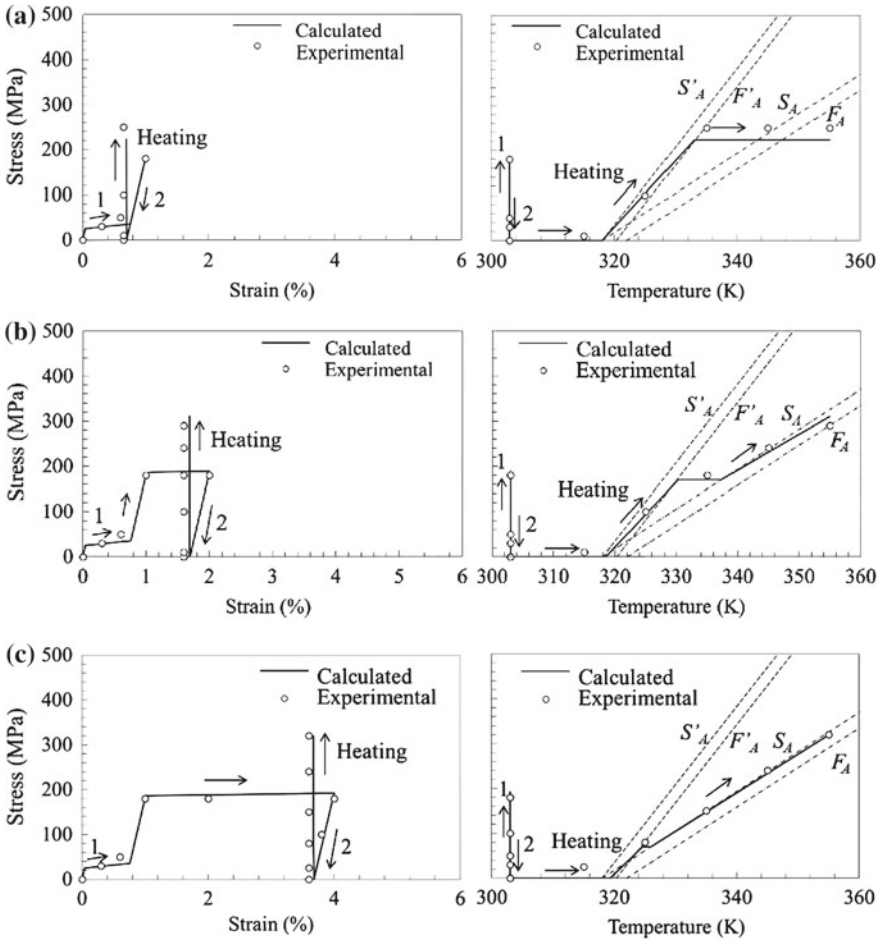 (a)
500
400
300
200
100
0
Stress (MPa)
Calculated
Experimental
Heating
1
2
0 2 4 6
Strain (%)
Calculated
Experimental
S'A
F'A
SA
FA
Heating
1
2
300 320 340 360
Temperature (K)
(b)
500
400
300
200
100
0
Stress (MPa)
Calculated
Experimental
Heating
1
2
0 1 2 3 4 5 6
Strain (%)
Calculated
Experimental
S'A
F'A
SA
FA
Heating
1
2
300 310 320 330 340 350 360
Temperature (K)
(c)
500
400
300
200
100
0
Stress (MPa)
Calculated
Experimental
Heating
1
2
0 2 4 6
Strain (%)
Calculated
Experimental
S'A
F'A
SA
FA
Heating
1
2
300 320 340 360
Temperature (K)